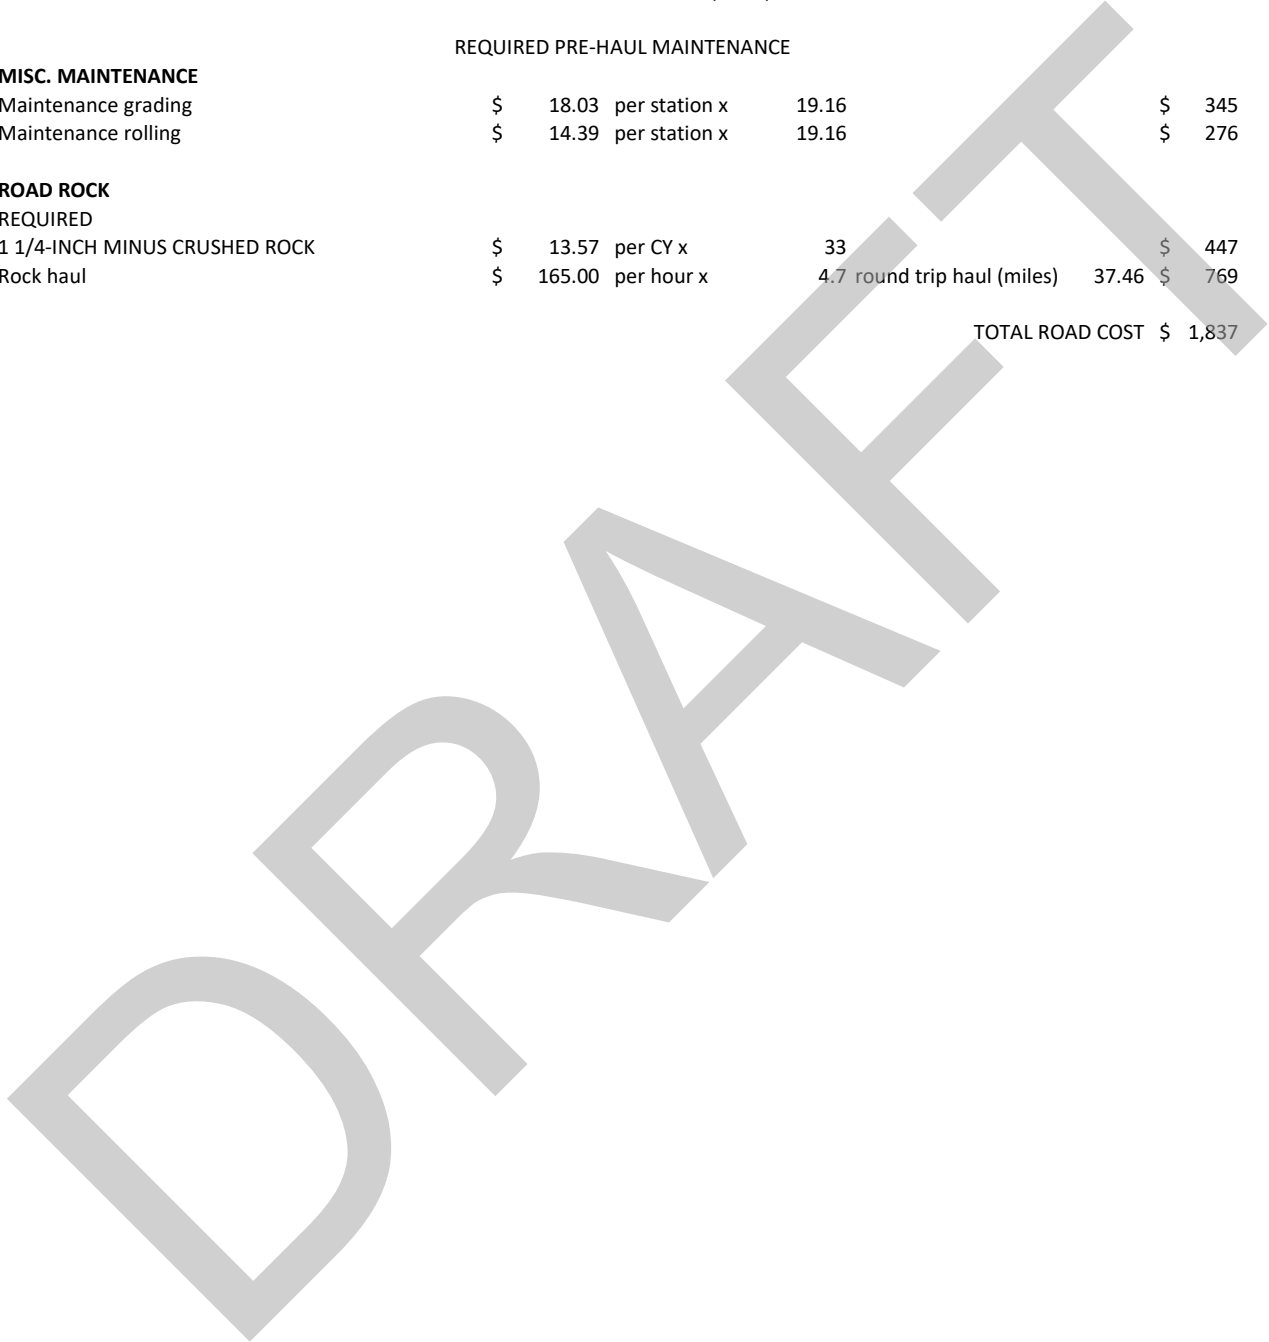 REQUIRED PRE-HAUL MAINTENANCE
MISC. MAINTENANCE
Maintenance grading $ 18.03 per station x 19.16 $ 345
Maintenance rolling $ 14.39 per station x 19.16 $ 276
ROAD ROCK
REQUIRED
1 1/4-INCH MINUS CRUSHED ROCK $ 13.57 per CY x 33 $ 447
Rock haul $ 165.00 per hour x 4.7 round trip haul (miles) 37.46 $ 769
TOTAL ROAD COST $ 1,837
DRAFT